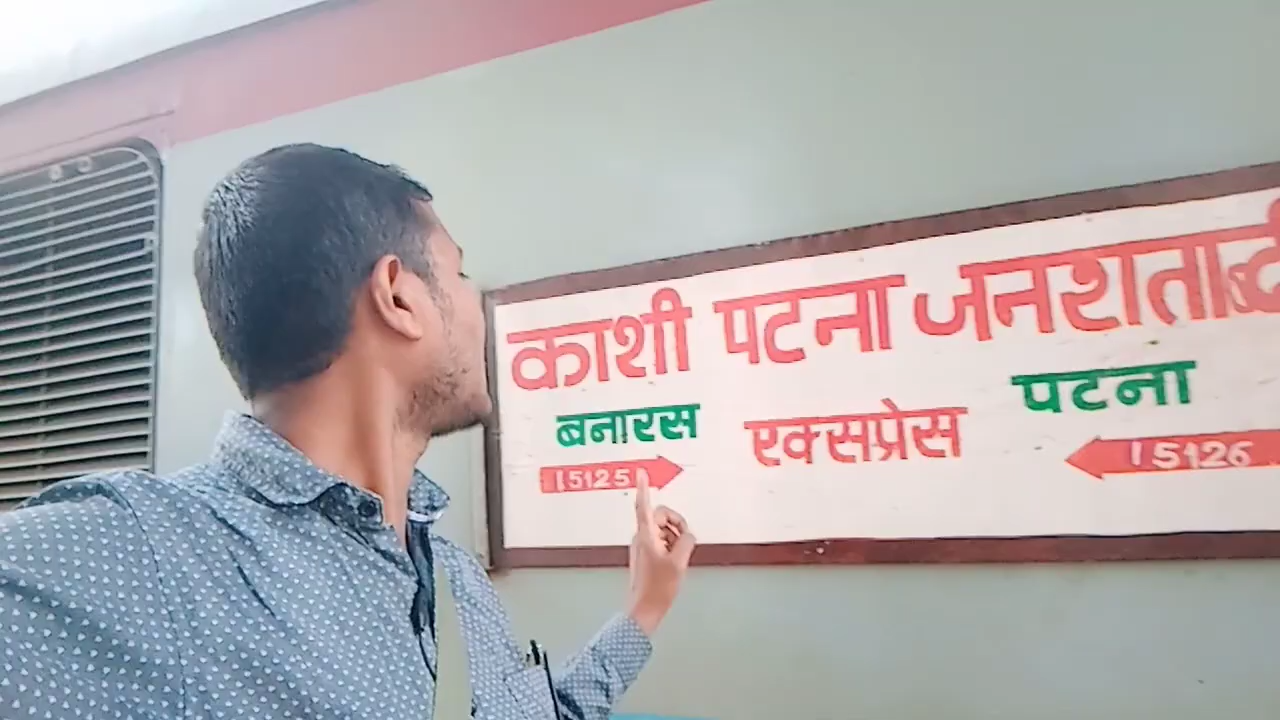 काशी पटना जनशताब्दी
बनारस एक्सप्रेस पटना
15125 15126